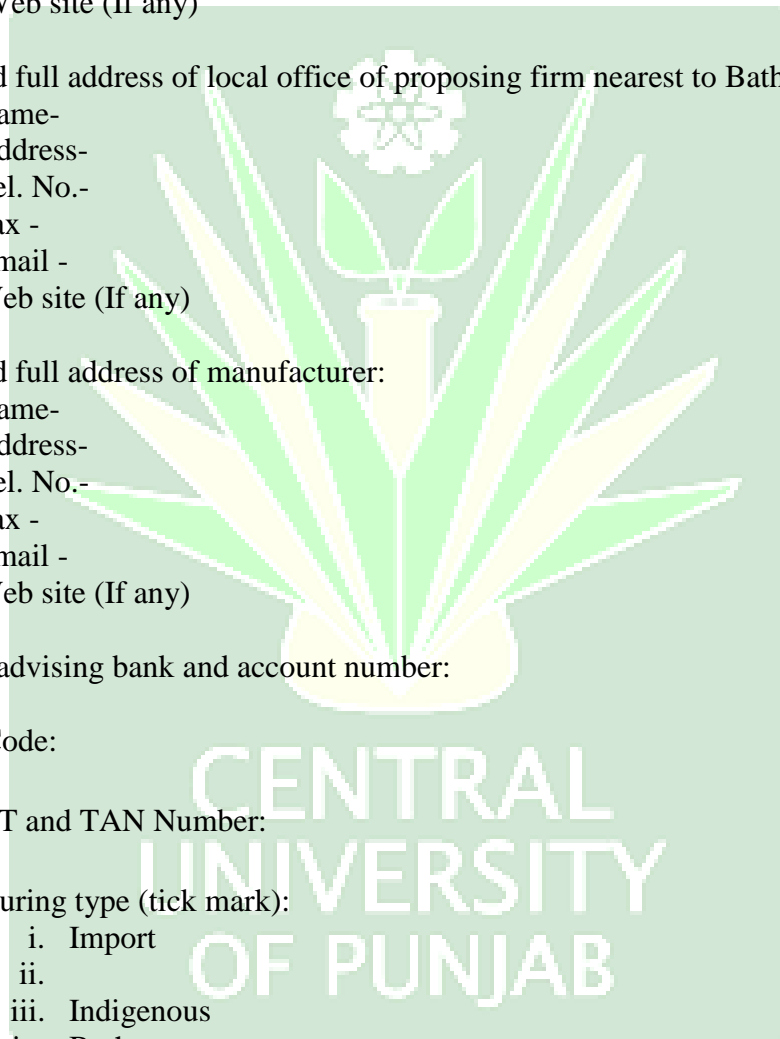 Web site (If any)
d full address of local office of proposing firm nearest to Bath
ame-
ddress-
el. No.-
ax -
mail -
Web site (If any)
d full address of manufacturer:
ame-
ddress-
el. No.-
ax -
mail -
Web site (If any)
advising bank and account number:
Code:
T and TAN Number:
uring type (tick mark):
i. Import
ii.
iii. Indigenous
CENTRAL
UNIVERSITY
OF PUNJAB